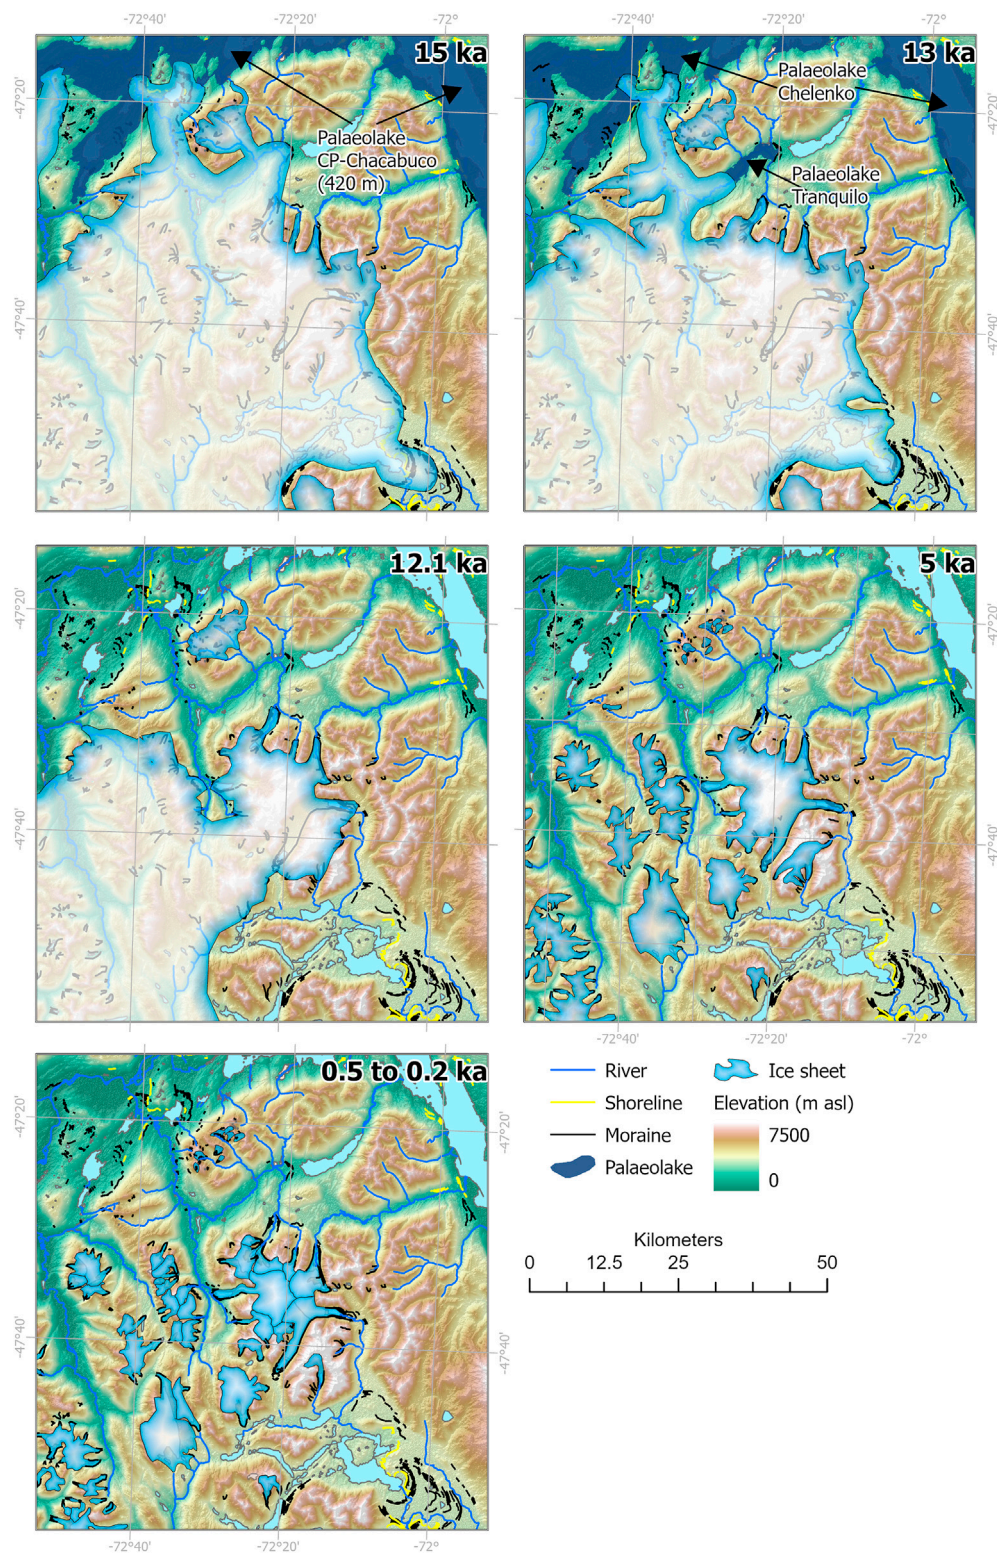 -72°40' -72°20' -72° -72°40' -72°20' -72°
15 ka
13 ka
-47°20'
-47°20'
Palaeolake
CP-Chacabuco
(420 m)
Palaeolake
Chelenko
Palaeolake
Tranquilo
-47°40'
-47°40'
12.1 ka
5 ka
-47°20'
-47°20'
-47°40'
-47°40'
-72°40' -72°20' -72°
0.5 to 0.2 ka
-47°20'
-47°40'
-72°40' -72°20' -72°
River
Shoreline
Moraine
Palaeolake
Ice sheet
Elevation (m asl)
7500
0
Kilometers
0 12.5 25 50